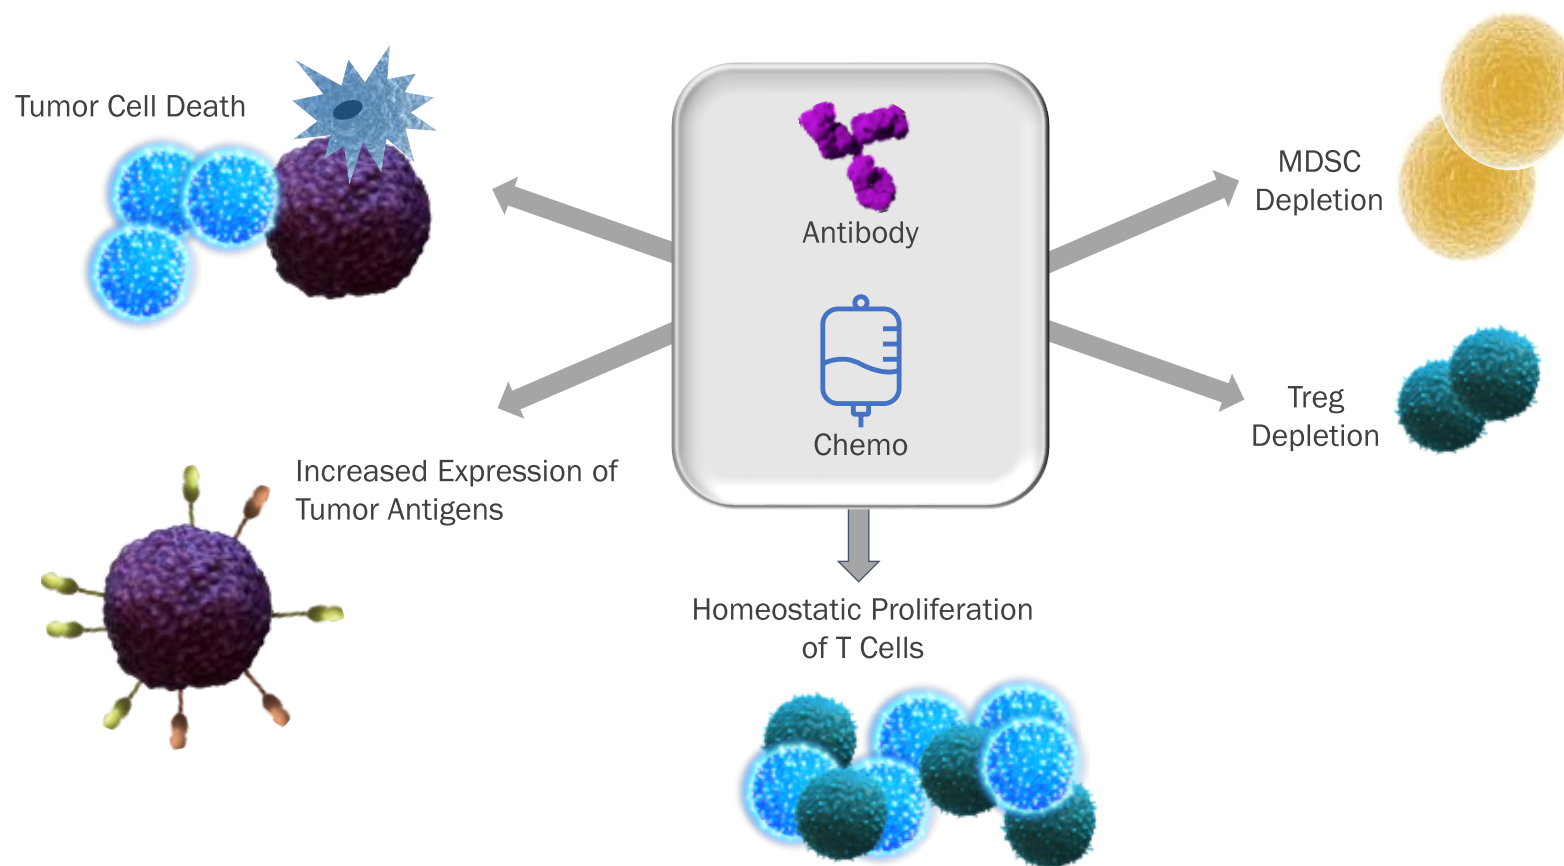 Tumor Cell Death
Antibody
Chemo
MDSC
Depletion
Treg
Depletion
Increased Expression of
Tumor Antigens
Homeostatic Proliferation
of T Cells